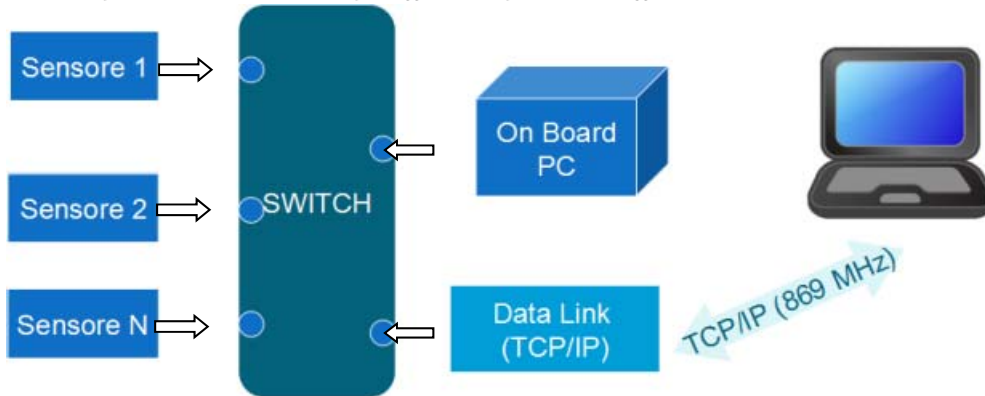 Sensore 1
Sensore 2
Sensore N
SWITCH
On Board
PC
Data Link
(TCP/IP)
TCP/IP (869 MHz)